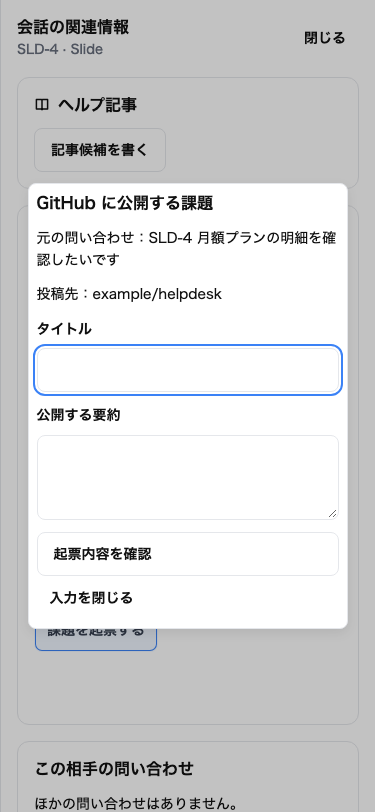 会話の関連情報
SLD-4 · Slide
閉じる
ヘルプ記事
記事候補を書く
GitHub に公開する課題
元の問い合わせ：SLD-4 月額プランの明細を確
認したいです
投稿先：example/helpdesk
タイトル
公開する要約
起票内容を確認
入力を閉じる
課題を起票する
この相手の問い合わせ
ほかの問い合わせはありません。